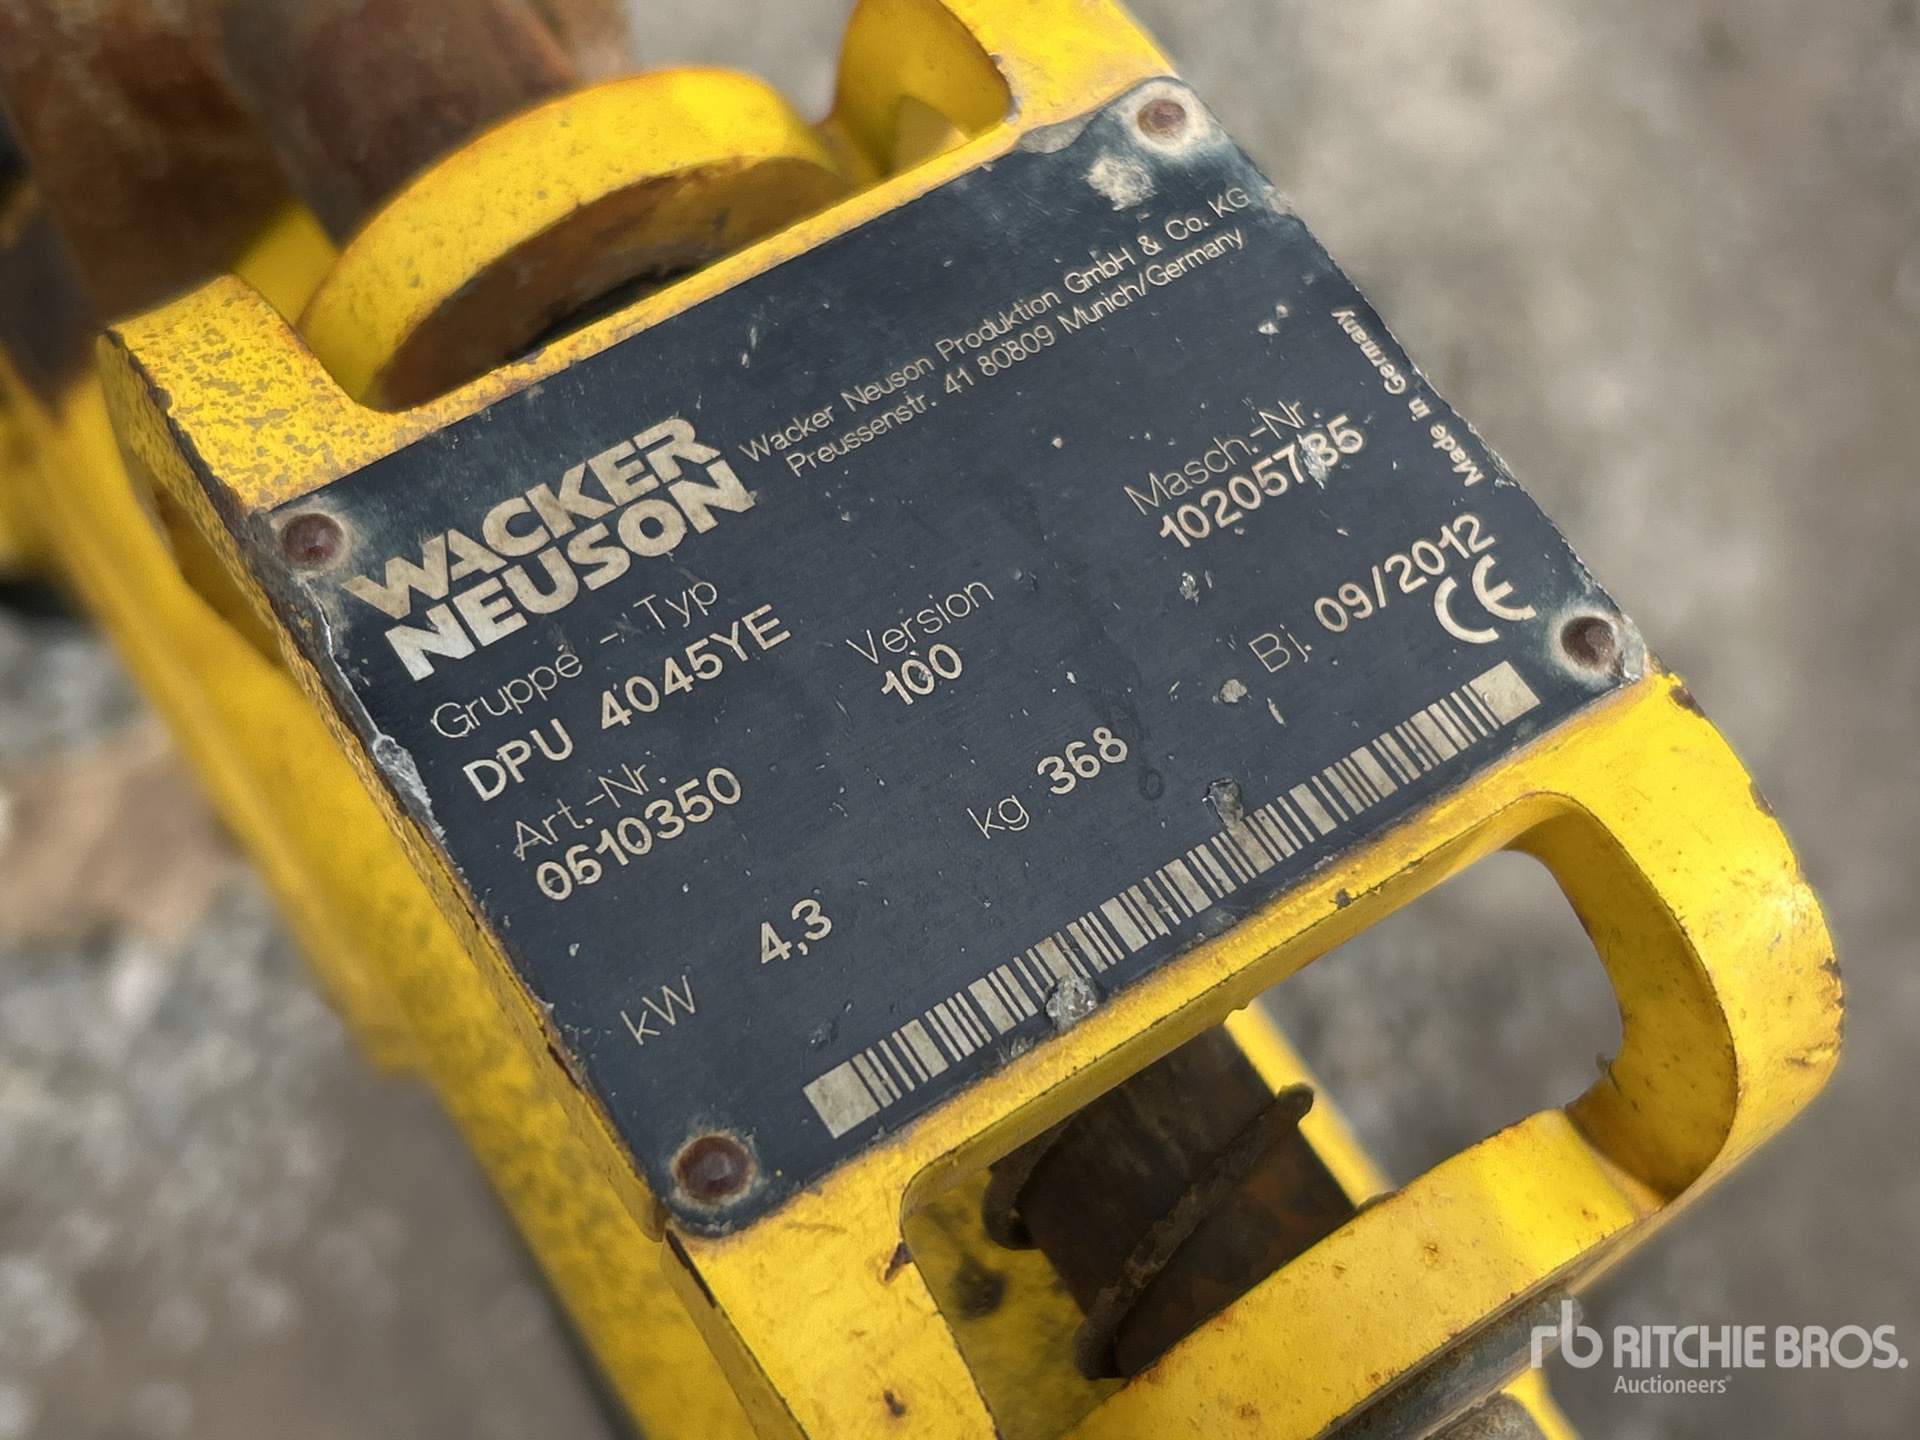 WACKER
NEUSON
Wacker Neuson Produktion GmbH & Co. KG
Preussenstr. 41 80809 Munich/Germany
Made in Germany
Gruppe - Typ
DPU 4045YE
Version
100
Masch.-Nr.
10205785
Art.-Nr.
0610350
Bj. 09/2012
CE
kW 4,3
kg 368
rb RITCHIE BROS.
Auctioneers®